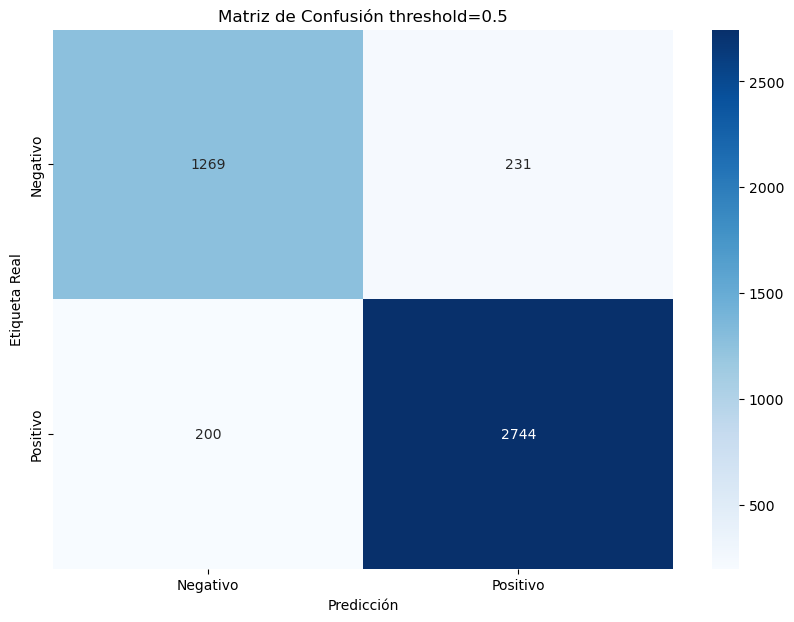 Matriz de Confusión threshold=0.5
Negativo
Positivo
Etiqueta Real
1269
231
200
2744
Negativo
Positivo
Predicción
2500
2000
1500
1000
500